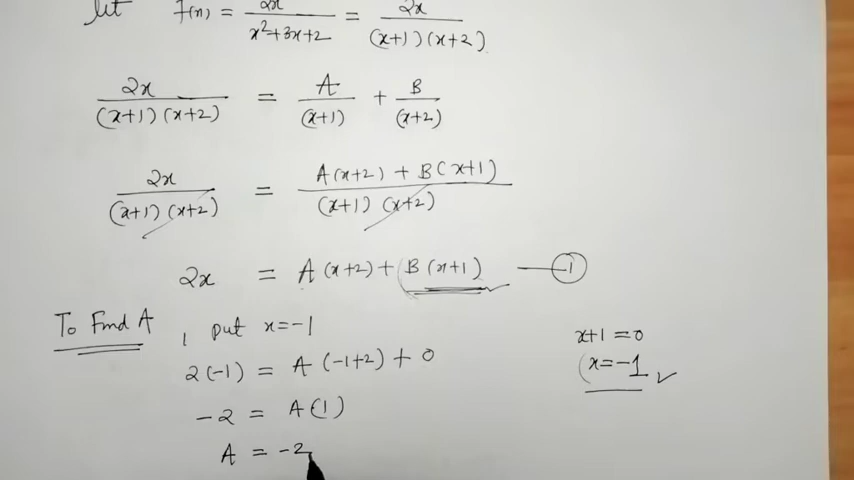 let f(n) = 2x / x²+3x+2 = 2x / (x+1)(x+2)
2x / (x+1)(x+2) = A / (x+1) + B / (x+2)
2x / (x+1)(x+2) = A(x+2) + B(x+1) / (x+1)(x+2)
2x = A(x+2) + B(x+1) — 1
To Find A, put x=-1
x+1=0
2(-1) = A(-1+2) + 0
(x=-1 ✓
-2 = A(1)
A = -2